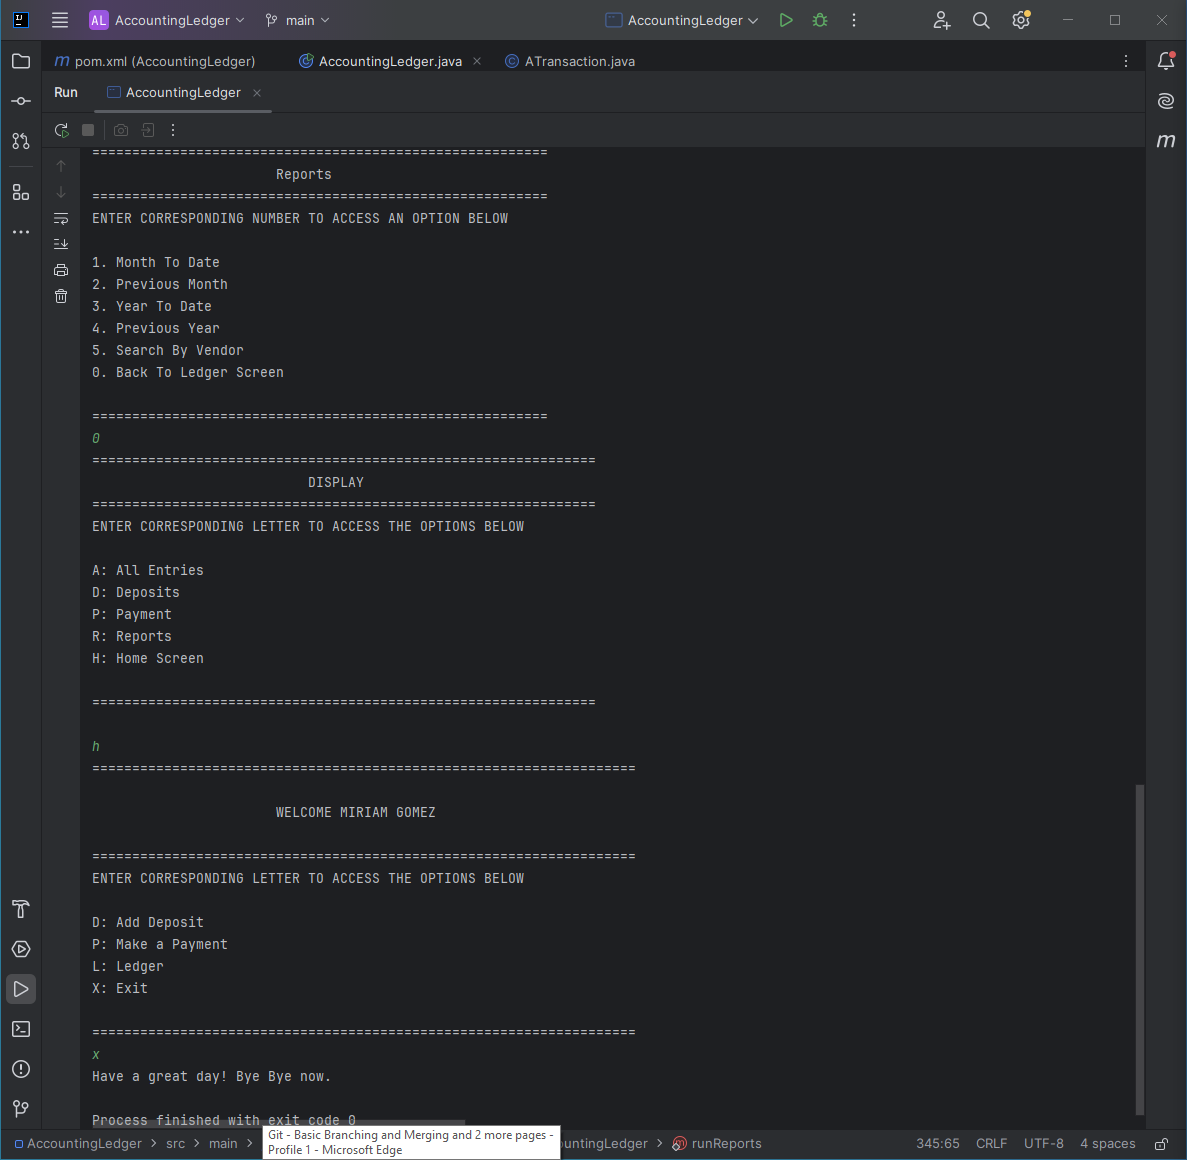 AL AccountingLedger main AccountingLedger
pom.xml (AccountingLedger) AccountingLedger.java ATransaction.java
Run AccountingLedger
=========================================================
Reports
=========================================================
ENTER CORRESPONDING NUMBER TO ACCESS AN OPTION BELOW
1. Month To Date
2. Previous Month
3. Year To Date
4. Previous Year
5. Search By Vendor
0. Back To Ledger Screen
=========================================================
0
===============================================================
DISPLAY
===============================================================
ENTER CORRESPONDING LETTER TO ACCESS THE OPTIONS BELOW
A: All Entries
D: Deposits
P: Payment
R: Reports
H: Home Screen
===============================================================
h
====================================================================
WELCOME MIRIAM GOMEZ
====================================================================
ENTER CORRESPONDING LETTER TO ACCESS THE OPTIONS BELOW
D: Add Deposit
P: Make a Payment
L: Ledger
X: Exit
====================================================================
x
Have a great day! Bye Bye now.
Process finished with exit code 0
AccountingLedger > src > main > ountingLedger > runReports 345:65 CRLF UTF-8 4 spaces
Git - Basic Branching and Merging and 2 more pages -
Profile 1 - Microsoft Edge